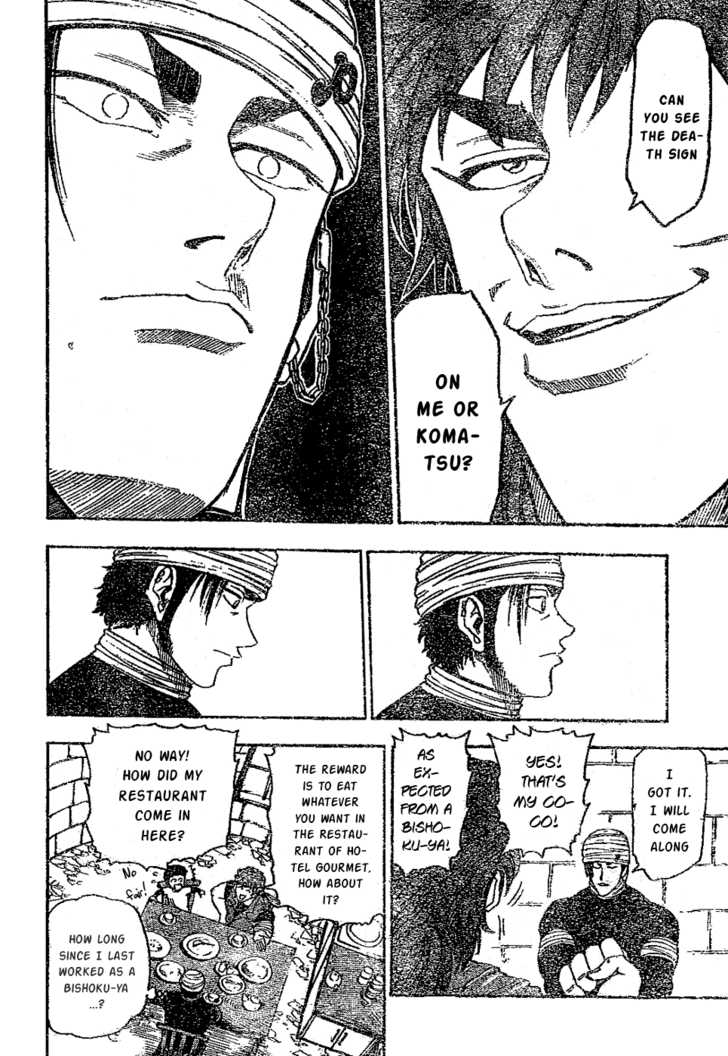 CAN
YOU SEE
THE DEA-
TH SIGN
ON
ME OR
KOMA-
TSU?
I
GOT IT.
I WILL
COME
ALONG
YES!
THAT'S
MY CO-
CO!
AS
EX-
PECTED
FROM A
BISHO-
KU-YA!
THE REWARD
IS TO EAT
WHATEVER
YOU WANT IN
THE RESTAU-
RANT OF HO-
TEL GOURMET.
HOW ABOUT
IT?
NO WAY!
HOW DID MY
RESTAURANT
COME IN
HERE?
No
fair!
HOW LONG
SINCE I LAST
WORKED AS A
BISHOKU-YA
...?